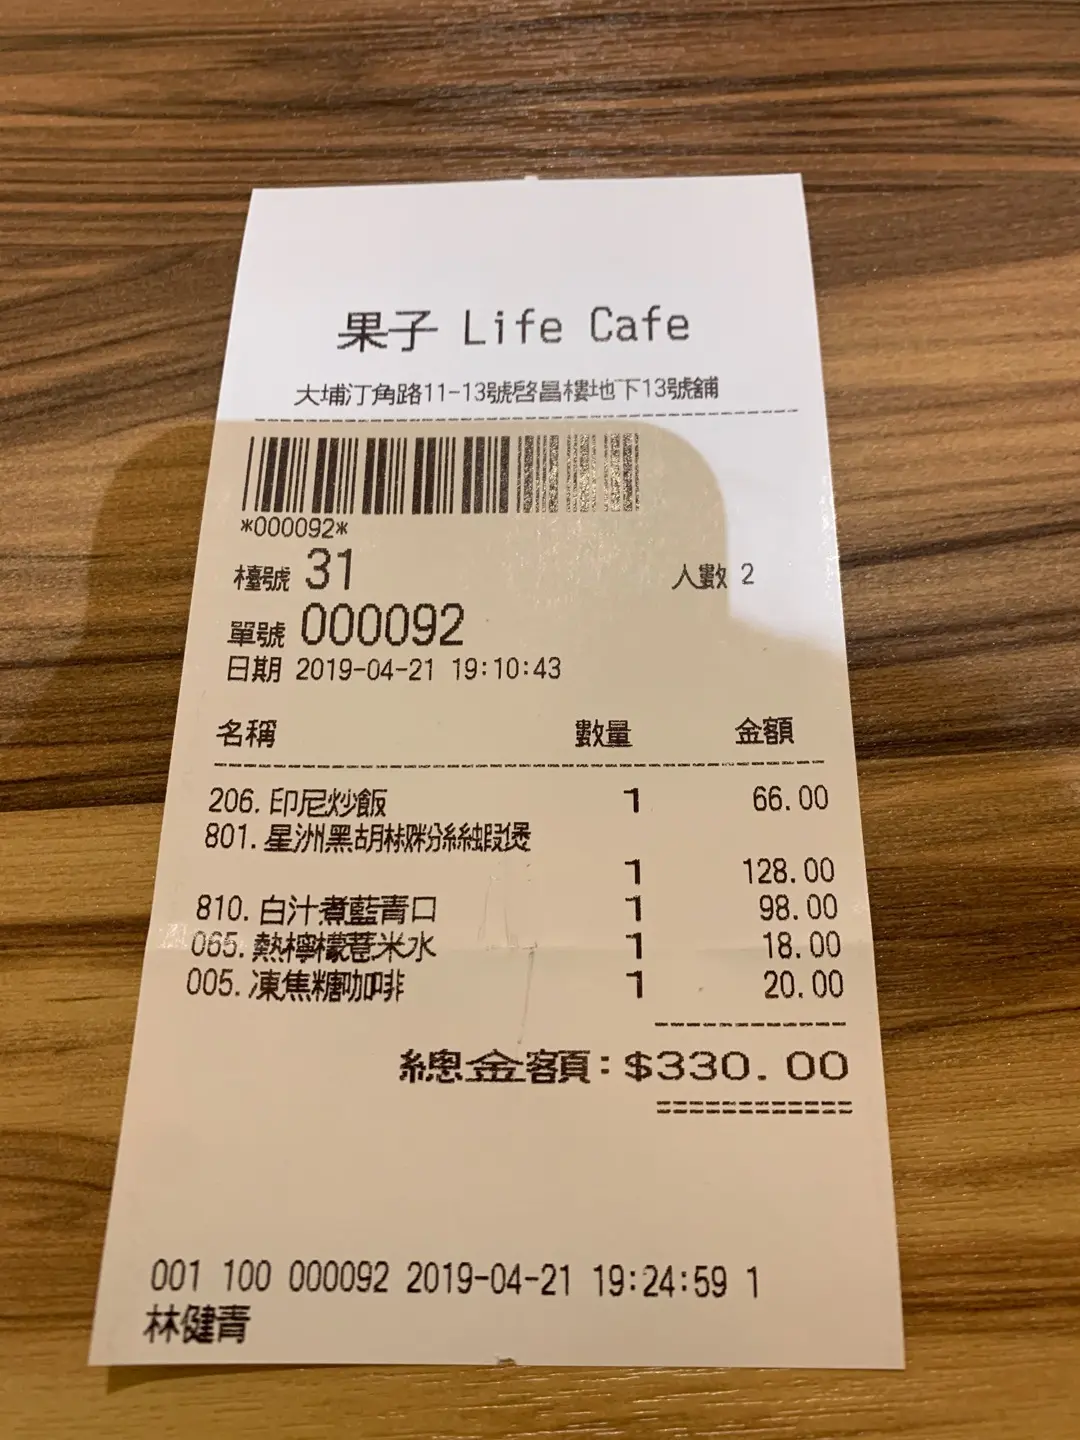 果子 Life Cafe
大埔汀角路11-13號啓昌樓地下13號舖
*000092*
檯號 31 人數 2
單號 000092
日期 2019-04-21 19:10:43
名稱 數量 金額
206. 印尼炒飯 1 66.00
801. 星洲黑胡椒粉絲蝦煲
1 128.00
810. 白汁煮藍青口 1 98.00
065. 熱檸檬薏米水 1 18.00
005. 凍焦糖咖啡 1 20.00
總金額：$330.00
001 100 000092 2019-04-21 19:24:59 1
林健青